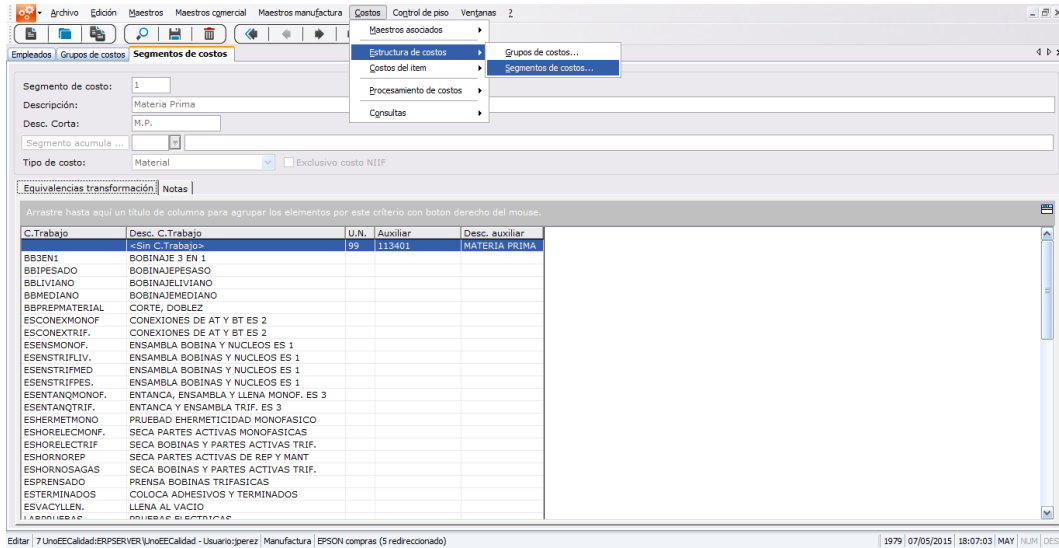 Archivo Edición Maestros Maestros comercial Maestros manufactura Costos Control de piso Ventanas ?
Maestros asociados
Estructura de costos
Costos del item
Procesamiento de costos
Consultas
Grupos de costos...
Segmentos de costos...
Empleados Grupos de costos Segmentos de costos
Segmento de costo: 1
Descripción: Materia Prima
Desc. Corta: M.P.
Segmento acumula ...
Tipo de costo: Material Exclusivo costo NIIF
Equivalencias transformación Notas
Arrastre hasta aquí un título de columna para agrupar los elementos por este criterio con boton derecho del mouse.
C.Trabajo Desc. C.Trabajo U.N. Auxiliar Desc. auxiliar
<Sin C.Trabajo> 99 113401 MATERIA PRIMA
BB3EN1 BOBINAJE 3 EN 1
BBIPESADO BOBINAJEPESASO
BBLIVIANO BOBINAJELIVIANO
BBMEDIANO BOBINAJEMEDIANO
BBPREPMATERIAL CORTE, DOBLEZ
ESCONEXMONOF CONEXIONES DE AT Y BT ES 2
ESCONEXTRIF. CONEXIONES DE AT Y BT ES 2
ESENSMONOF. ENSAMBLA BOBINA Y NUCLEOS ES 1
ESENSTRIFLIV. ENSAMBLA BOBINAS Y NUCLEOS ES 1
ESENSTRIFMED ENSAMBLA BOBINAS Y NUCLEOS ES 1
ESENSTRIFPES. ENSAMBLA BOBINAS Y NUCLEOS ES 1
ESENTANQMONOF. ENTANCA, ENSAMBLA Y LLENA MONOF. ES 3
ESENTANQTRIF. ENTANCA Y ENSAMBLA TRIF. ES 3
ESHERMETMONO PRUEBAD EHERMETICIDAD MONOFASICO
ESHORELECMONF. SECA PARTES ACTIVAS MONOFASICAS
ESHORELECTRIF SECA BOBINAS Y PARTES ACTIVAS TRIF.
ESHORNOREP SECA PARTES ACTIVAS DE REP Y MANT
ESHORNOSAGAS SECA BOBINAS Y PARTES ACTIVAS TRIF.
ESPRENSADO PRENSA BOBINAS TRIFASICAS
ESTERMINADOS COLOCA ADHESIVOS Y TERMINADOS
ESVACYLLEN. LLENA AL VACIO
LABPRUEBAS PRUEBAS ELECTRICAS
Editar 7 UnoEECalidad:ERPSERVER\UnoEECalidad - Usuario:jperez Manufactura EPSON compras (5 redireccionado) 1979 07/05/2015 18:07:03 MAY NUM DES